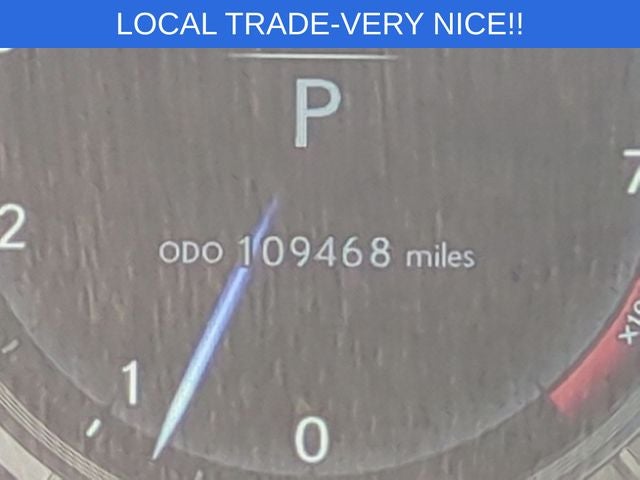 LOCAL TRADE-VERY NICE!!
P
7
2
ODO 109468 miles
1
0